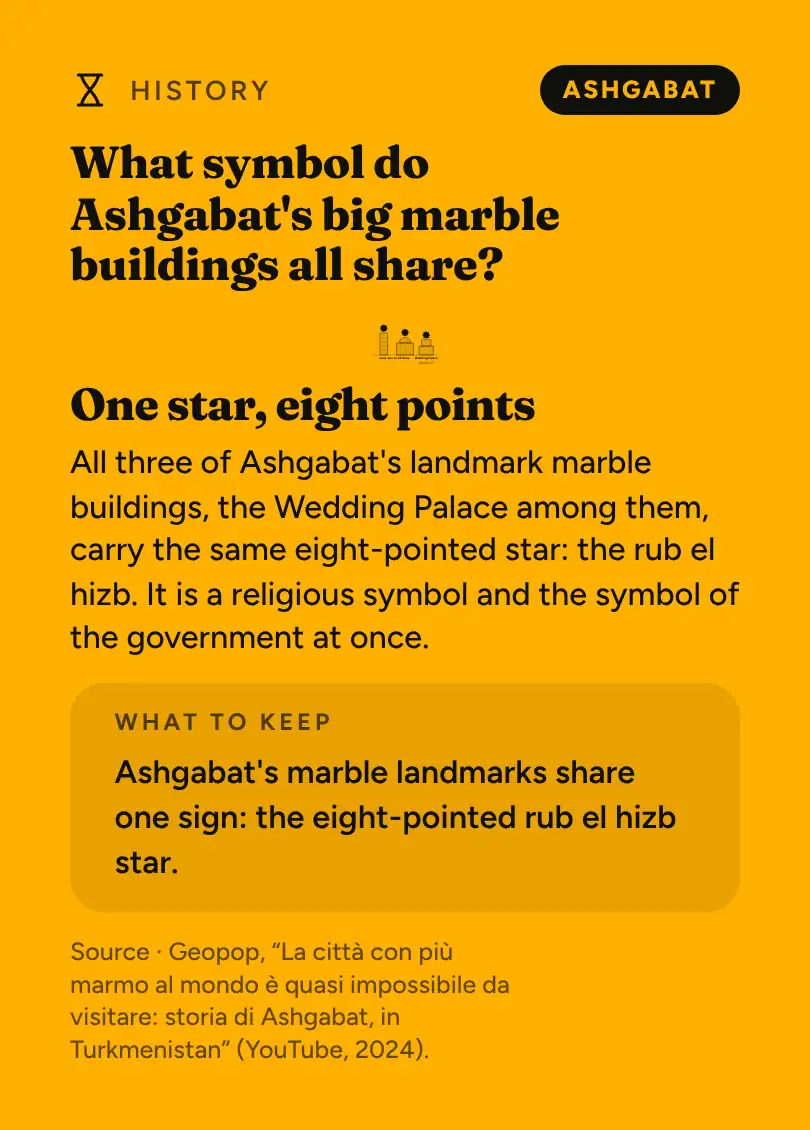 HISTORY
ASHGABAT
What symbol do
Ashgabat's big marble
buildings all share?
One star, eight points
All three of Ashgabat's landmark marble
buildings, the Wedding Palace among them,
carry the same eight-pointed star: the rub el
hizb. It is a religious symbol and the symbol of
the government at once.
WHAT TO KEEP
Ashgabat's marble landmarks share
one sign: the eight-pointed rub el hizb
star.
Source · Geopop, “La città con più
marmo al mondo è quasi impossibile da
visitare: storia di Ashgabat, in
Turkmenistan” (YouTube, 2024).